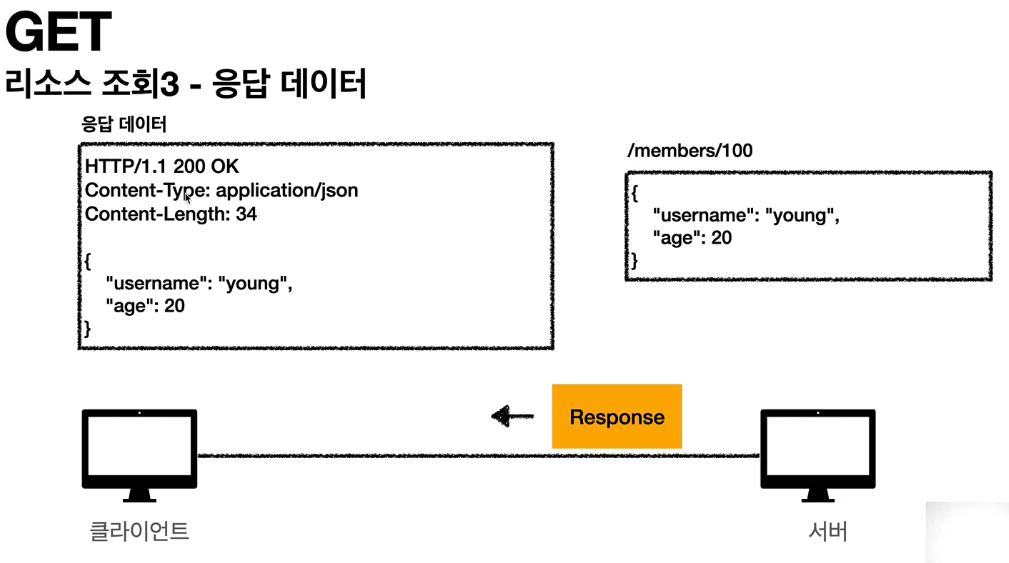 GET
리소스 조회3 - 응답 데이터
응답 데이터
HTTP/1.1 200 OK
Content-Type: application/json
Content-Length: 34
{
"username": "young",
"age": 20
}
/members/100
{
"username": "young",
"age": 20
}
Response
클라이언트
서버